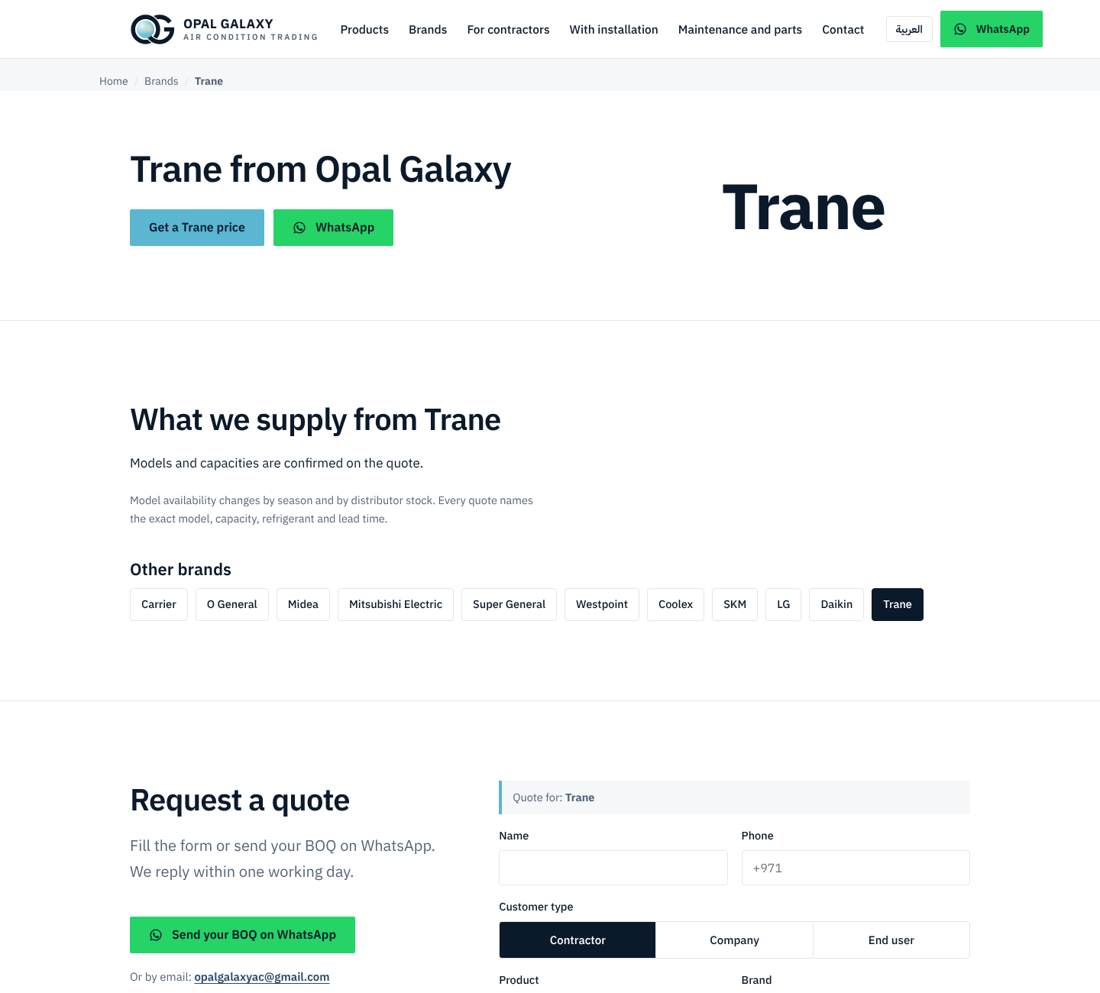 OPAL GALAXY
AIR CONDITION TRADING
Products
Brands
For contractors
With installation
Maintenance and parts
Contact
العربية
WhatsApp
Home / Brands / Trane
Trane from Opal Galaxy
Get a Trane price
WhatsApp
Trane
What we supply from Trane
Models and capacities are confirmed on the quote.
Model availability changes by season and by distributor stock. Every quote names
the exact model, capacity, refrigerant and lead time.
Other brands
Carrier
O General
Midea
Mitsubishi Electric
Super General
Westpoint
Coolex
SKM
LG
Daikin
Trane
Request a quote
Fill the form or send your BOQ on WhatsApp.
We reply within one working day.
Send your BOQ on WhatsApp
Or by email: opalgalaxyac@gmail.com
Quote for: Trane
Name
Phone
+971
Customer type
Contractor
Company
End user
Product
Brand